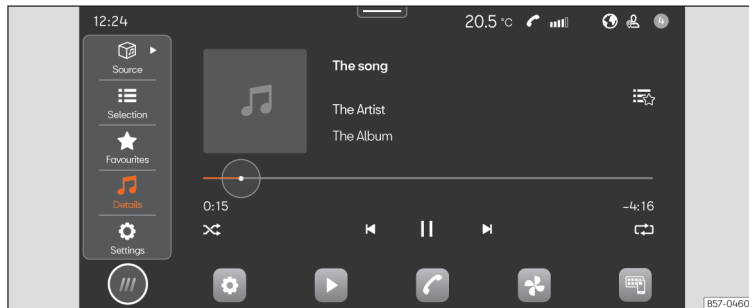 12:24
20.5 °C
4
Source
The song
Selection
The Artist
The Album
Favourites
Details
0:15
-4:16
Settings
B57-0460